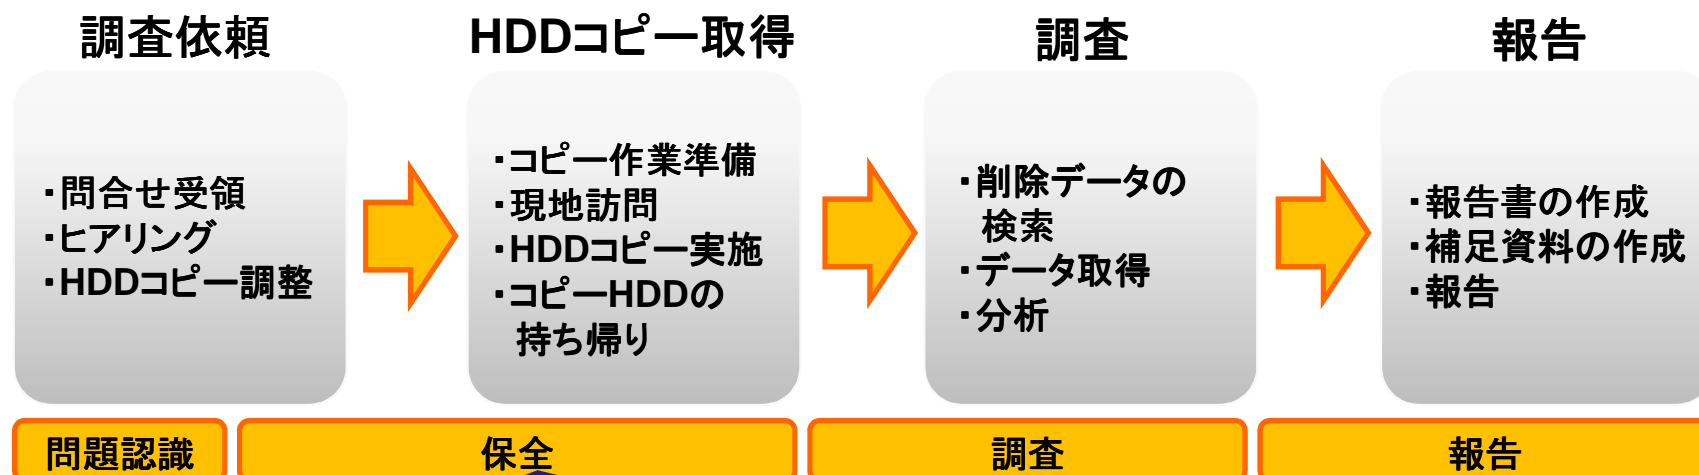 調査依頼
・問合せ受領
・ヒアリング
・HDDコピー調整
HDDコピー取得
・コピー作業準備
・現地訪問
・HDDコピー実施
・コピーHDDの
持ち帰り
調査
・削除データの
検索
・データ取得
・分析
報告
・報告書の作成
・補足資料の作成
・報告
問題認識
保全
調査
報告